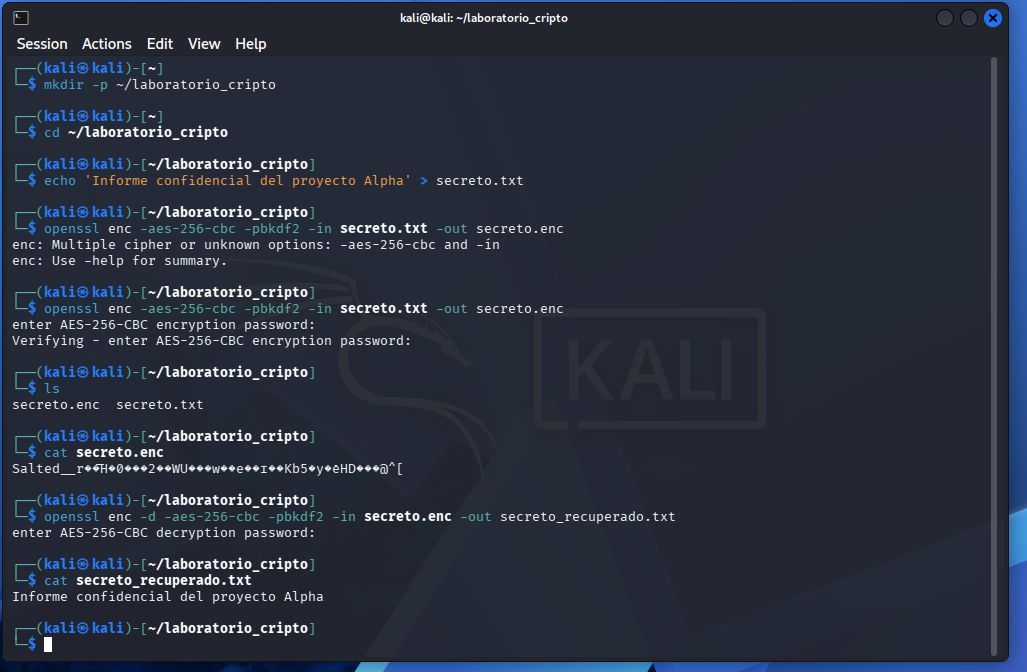 kali@kali: ~/laboratorio_cripto
Session Actions Edit View Help
┌──(kali㉿kali)-[~]
└─$ mkdir -p ~/laboratorio_cripto
┌──(kali㉿kali)-[~]
└─$ cd ~/laboratorio_cripto
┌──(kali㉿kali)-[~/laboratorio_cripto]
└─$ echo 'Informe confidencial del proyecto Alpha' > secreto.txt
┌──(kali㉿kali)-[~/laboratorio_cripto]
└─$ openssl enc -aes-256-cbc -pbkdf2 -in secreto.txt -out secreto.enc
enc: Multiple cipher or unknown options: -aes-256-cbc and -in
enc: Use -help for summary.
┌──(kali㉿kali)-[~/laboratorio_cripto]
└─$ openssl enc -aes-256-cbc -pbkdf2 -in secreto.txt -out secreto.enc
enter AES-256-CBC encryption password:
Verifying - enter AES-256-CBC encryption password:
┌──(kali㉿kali)-[~/laboratorio_cripto]
└─$ ls
secreto.enc  secreto.txt
┌──(kali㉿kali)-[~/laboratorio_cripto]
└─$ cat secreto.enc
Salted__r��H�0���2��WU���w��e��ɪ��Kb5�y�ėHD���@^[
┌──(kali㉿kali)-[~/laboratorio_cripto]
└─$ openssl enc -d -aes-256-cbc -pbkdf2 -in secreto.enc -out secreto_recuperado.txt
enter AES-256-CBC decryption password:
┌──(kali㉿kali)-[~/laboratorio_cripto]
└─$ cat secreto_recuperado.txt
Informe confidencial del proyecto Alpha
┌──(kali㉿kali)-[~/laboratorio_cripto]
└─$
KALI